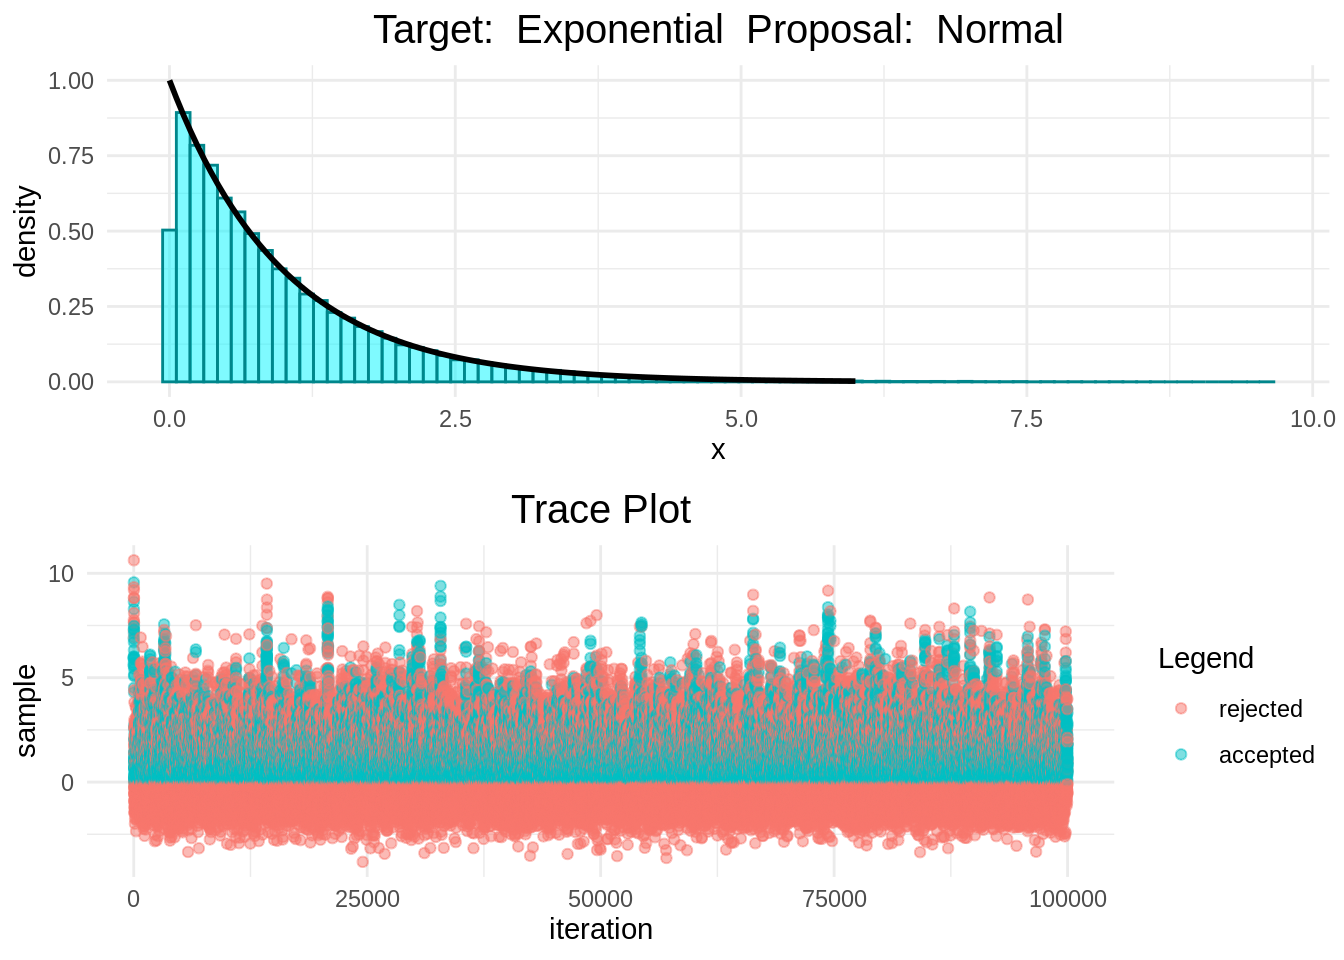 Target:  Exponential  Proposal:  Normal
1.00
0.75
0.50
0.25
0.00
density
0.0 2.5 5.0 7.5 10.0
x
Trace Plot
10
5
0
sample
0 25000 50000 75000 100000
iteration
Legend
rejected
accepted